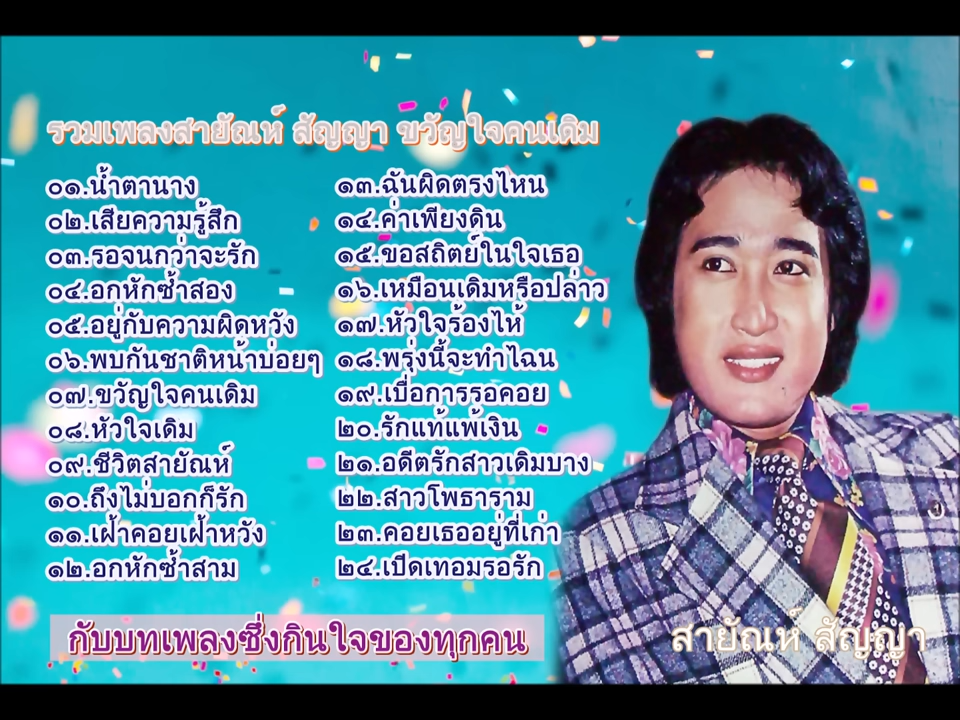 รวมเพลงสายัณห์ สัญญา ขวัญใจคนเดิม
๐๑.น้ำตานาง
๐๒.เสียความรู้สึก
๐๓.รอจนกว่าจะรัก
๐๔.อกหักซ้ำสอง
๐๕.อยู่กับความผิดหวัง
๐๖.พบกันชาติหน้าบ่อยๆ
๐๗.ขวัญใจคนเดิม
๐๘.หัวใจเดิม
๐๙.ชีวิตสายัณห์
๑๐.ถึงไม่บอกก็รัก
๑๑.เฝ้าคอยเฝ้าหวัง
๑๒.อกหักซ้ำสาม
๑๓.ฉันผิดตรงไหน
๑๔.ค่าเพียงดิน
๑๕.ขอสถิตย์ในใจเธอ
๑๖.เหมือนเดิมหรือปล่าว
๑๗.หัวใจร้องไห้
๑๘.พรุ่งนี้จะทำไฉน
๑๙.เบื่อการรอคอย
๒๐.รักแท้แพ้เงิน
๒๑.อดีตรักสาวเดิมบาง
๒๒.สาวโพธาราม
๒๓.คอยเธออยู่ที่เก่า
๒๔.เปิดเทอมรอรัก
กับบทเพลงซึ่งกินใจของทุกคน
สายัณห์ สัญญา